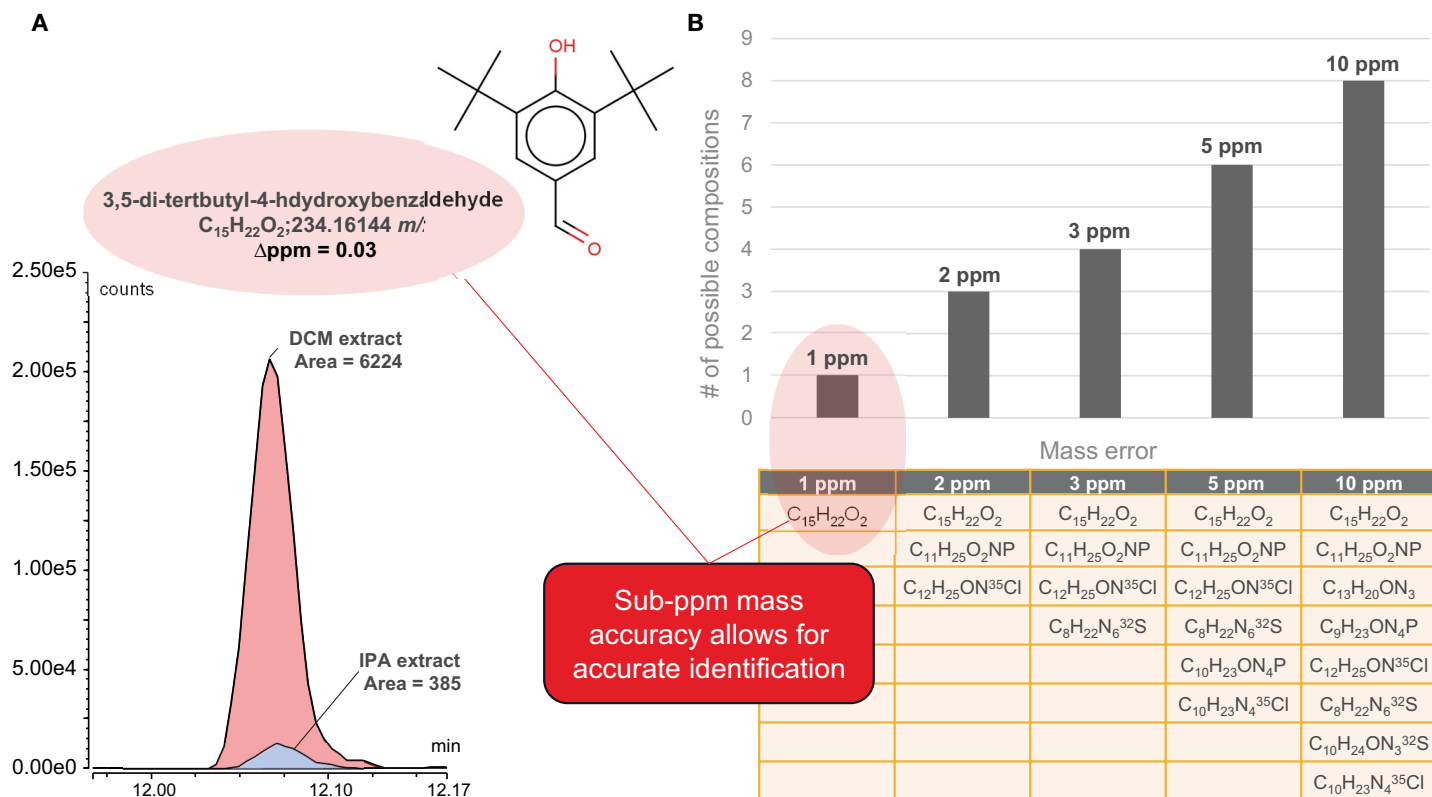 A
OH
O
3,5-di-tertbutyl-4-hdydroxybenzaldehyde
C₁₅H₂₂O₂;234.16144 m/:
Δppm = 0.03
2.50e5
counts
DCM extract
Area = 6224
2.00e5
1.50e5
1.00e5
5.00e4
IPA extract
Area = 385
min
0.00e0
12.00 12.10 12.17
B
# of possible compositions
9
8
7
6
5
4
3
2
1
0
1 ppm
2 ppm
3 ppm
5 ppm
10 ppm
Mass error
1 ppm 2 ppm 3 ppm 5 ppm 10 ppm
C₁₅H₂₂O₂ C₁₅H₂₂O₂ C₁₅H₂₂O₂ C₁₅H₂₂O₂ C₁₅H₂₂O₂
C₁₁H₂₅O₂NP C₁₁H₂₅O₂NP C₁₁H₂₅O₂NP C₁₁H₂₅O₂NP
C₁₂H₂₅ON³⁵Cl C₁₂H₂₅ON³⁵Cl C₁₂H₂₅ON³⁵Cl C₁₃H₂₀ON₃
C₈H₂₂N₆³²S C₈H₂₂N₆³²S C₉H₂₃ON₄P
C₁₀H₂₃ON₄P C₁₂H₂₅ON³⁵Cl
C₁₀H₂₃N₄³⁵Cl C₈H₂₂N₆³²S
C₁₀H₂₄ON₃³²S
C₁₀H₂₃N₄³⁵Cl
Sub-ppm mass
accuracy allows for
accurate identification